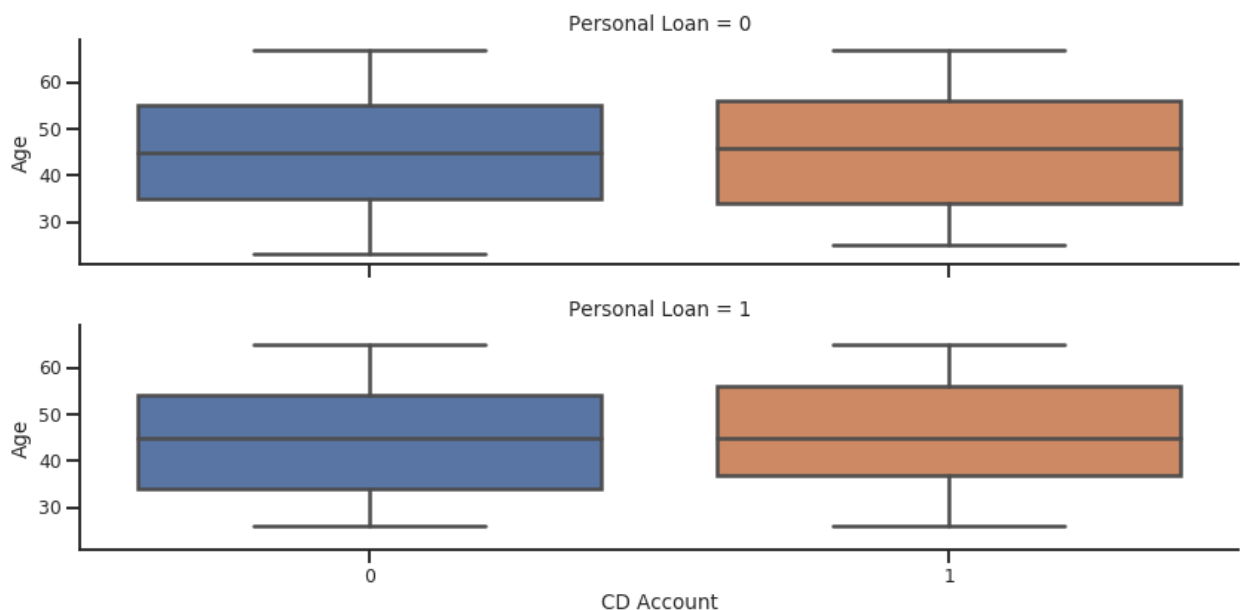 Personal Loan = 0
60
50
40
30
Age
Personal Loan = 1
60
50
40
30
Age
0 1
CD Account